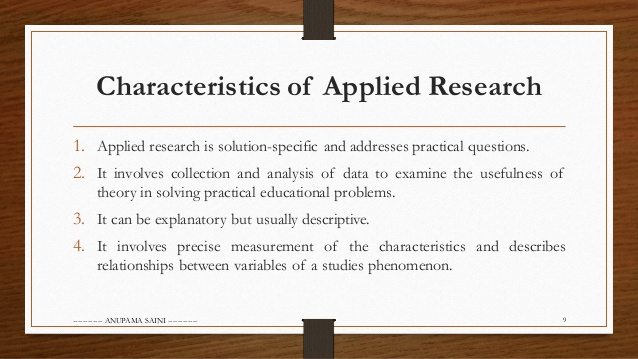 Characteristics of Applied Research
1. Applied research is solution-specific and addresses practical questions.
2. It involves collection and analysis of data to examine the usefulness of
theory in solving practical educational problems.
3. It can be explanatory but usually descriptive.
4. It involves precise measurement of the characteristics and describes
relationships between variables of a studies phenomenon.
~~~~~~ ANUPAMA SAINI ~~~~~~ 9